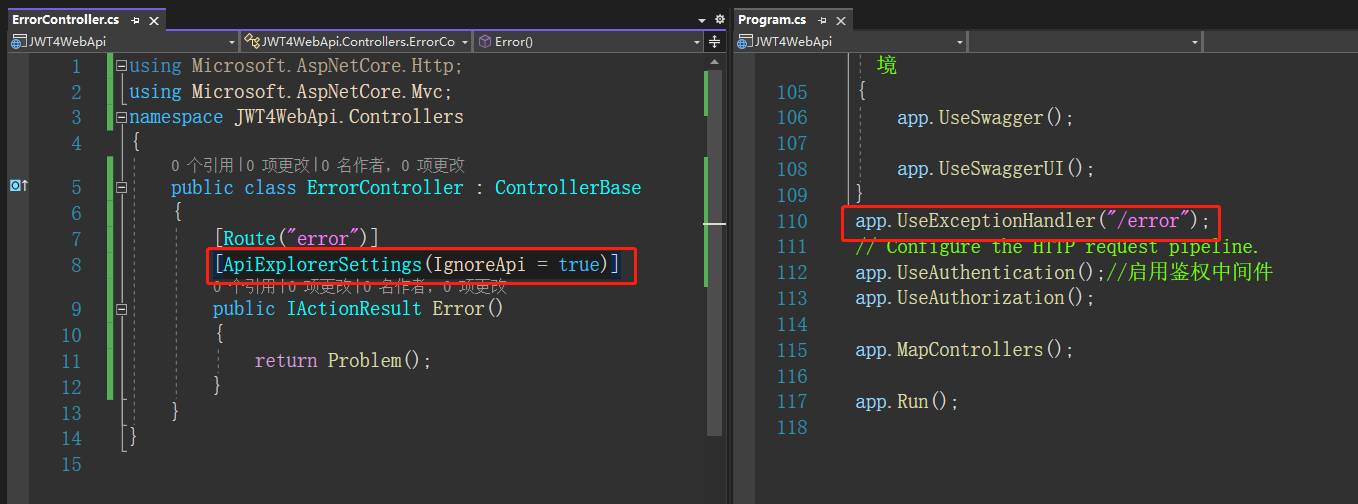 ErrorController.cs
JWT4WebApi
JWT4WebApi.Controllers.ErrorCo
Error()
1 using Microsoft.AspNetCore.Http;
2 using Microsoft.AspNetCore.Mvc;
3 namespace JWT4WebApi.Controllers
4 {
0 个引用|0 项更改|0 名作者，0 项更改
5 public class ErrorController : ControllerBase
6 {
7 [Route("error")]
8 [ApiExplorerSettings(IgnoreApi = true)]
0 个引用|0 项更改|0 名作者，0 项更改
9 public IActionResult Error()
10 {
11 return Problem();
12 }
13 }
14 }
15
Program.cs
JWT4WebApi
境
105 {
106 app.UseSwagger();
107
108 app.UseSwaggerUI();
109 }
110 app.UseExceptionHandler("/error");
111 // Configure the HTTP request pipeline.
112 app.UseAuthentication();//启用鉴权中间件
113 app.UseAuthorization();
114
115 app.MapControllers();
116
117 app.Run();
118